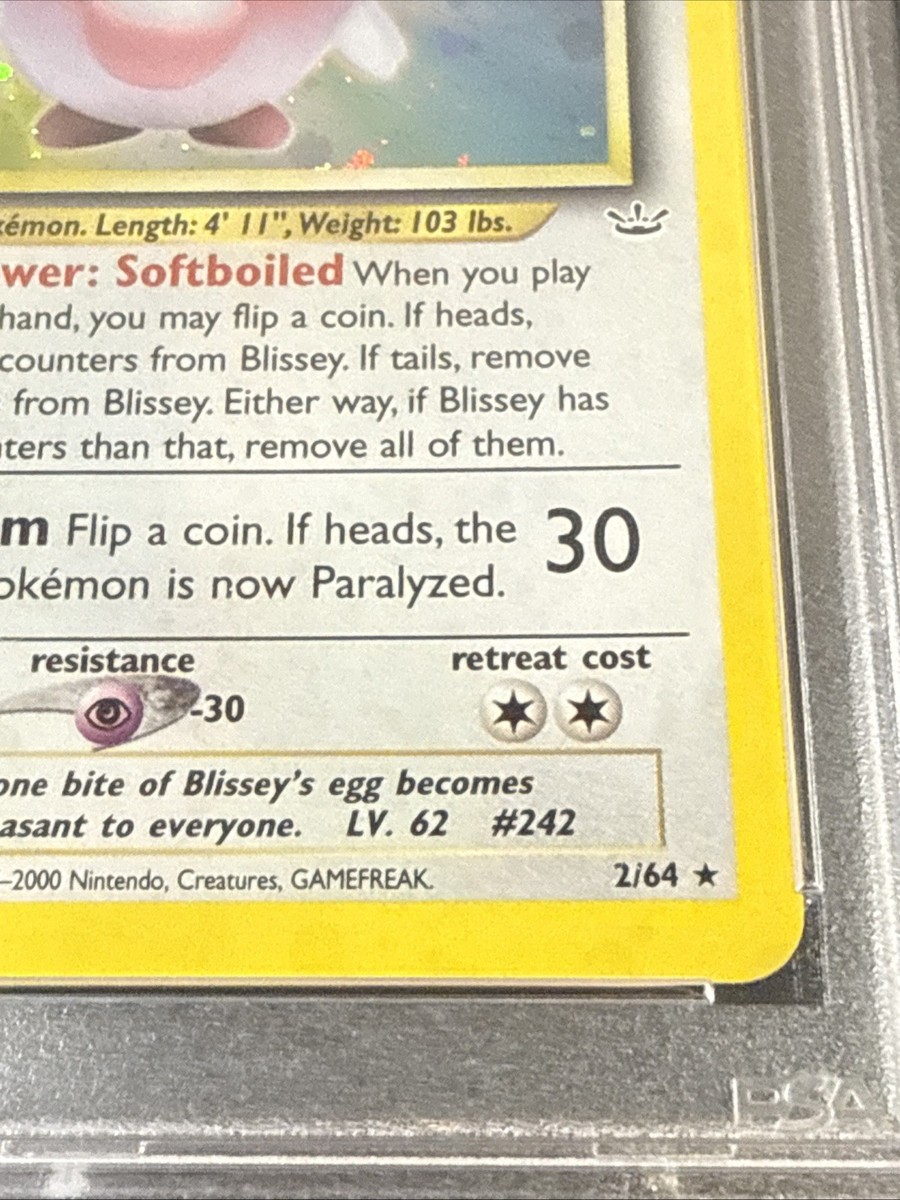 kémon. Length: 4' 11", Weight: 103 lbs.
wer: Softboiled When you play
hand, you may flip a coin. If heads,
counters from Blissey. If tails, remove
from Blissey. Either way, if Blissey has
ters than that, remove all of them.
m Flip a coin. If heads, the 30
okémon is now Paralyzed.
resistance retreat cost
-30
one bite of Blissey's egg becomes
asant to everyone. LV. 62 #242
–2000 Nintendo, Creatures, GAMEFREAK. 2/64 ★
PSA